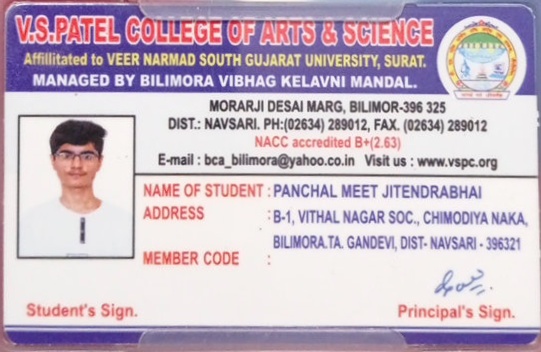 V.S.PATEL COLLEGE OF ARTS & SCIENCE
Affillitated to VEER NARMAD SOUTH GUJARAT UNIVERSITY, SURAT.
MANAGED BY BILIMORA VIBHAG KELAVNI MANDAL.
MORARJI DESAI MARG, BILIMOR-396 325
DIST.: NAVSARI. PH:(02634) 289012, FAX. (02634) 289012
NACC accredited B+(2.63)
E-mail : bca_bilimora@yahoo.co.in Visit us : www.vspc.org
NAME OF STUDENT : PANCHAL MEET JITENDRABHAI
ADDRESS : B-1, VITHAL NAGAR SOC., CHIMODIYA NAKA,
BILIMORA.TA. GANDEVI, DIST- NAVSARI - 396321
MEMBER CODE :
Student's Sign. Principal's Sign.